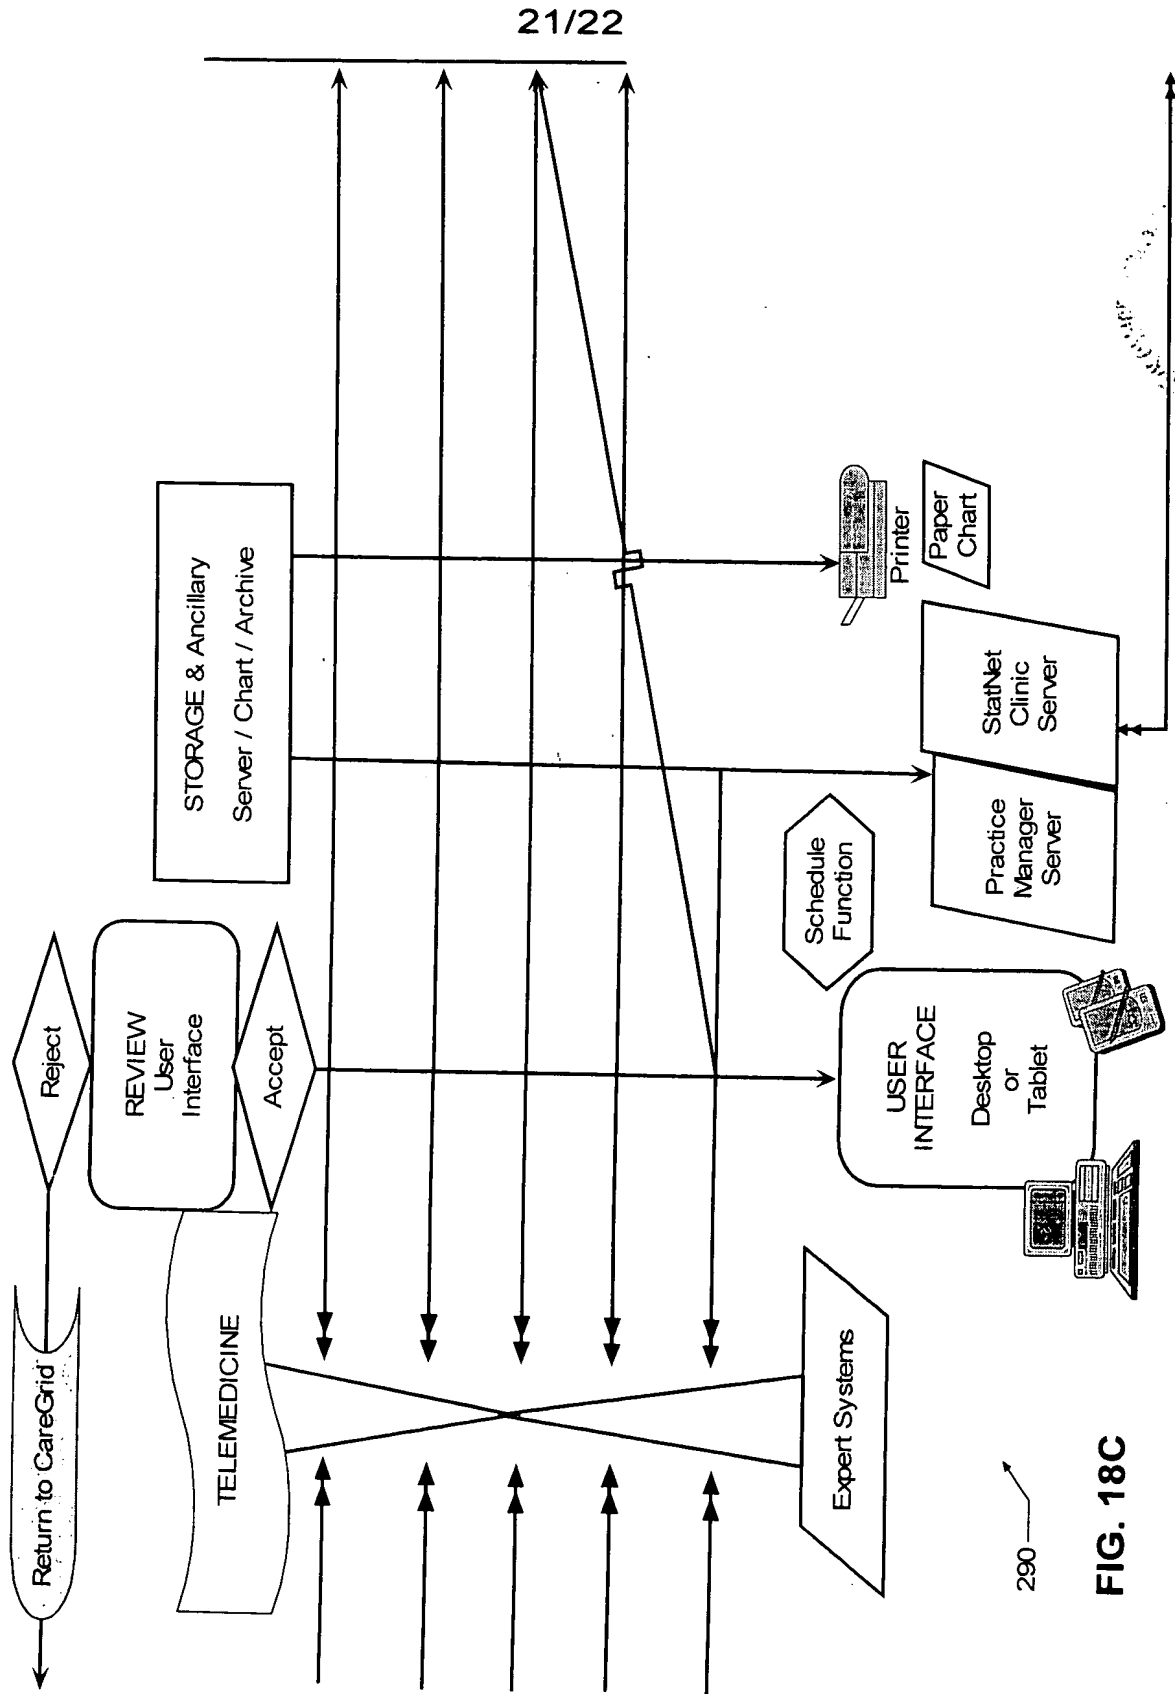 21/22
Return to CareGrid
Reject
REVIEW
User
Interface
Accept
TELEMEDICINE
STORAGE & Ancillary
Server / Chart / Archive
Expert Systems
USER
INTERFACE
Desktop
or
Tablet
Schedule
Function
Practice
Manager
Server
StatNet
Clinic
Server
Printer
Paper
Chart
290
FIG. 18C